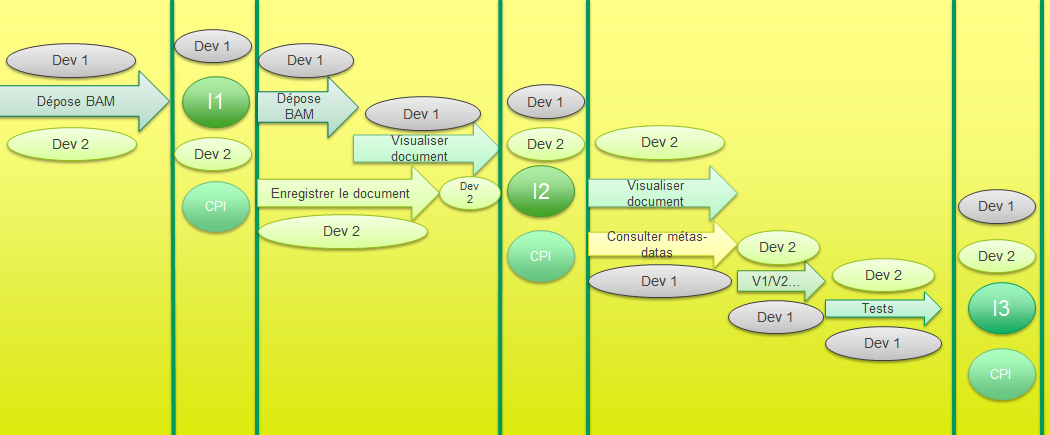 Dev 1
Dépose BAM
Dev 2
Dev 1
I1
Dev 2
CPI
Dev 1
Dépose
BAM
Dev 1
Visualiser
document
Enregistrer le document
Dev
2
Dev 2
Dev 1
Dev 2
I2
CPI
Dev 2
Visualiser
document
Consulter métas-
datas
Dev 1
Dev 2
V1/V2...
Dev 1
Dev 2
Tests
Dev 1
Dev 1
Dev 2
I3
CPI